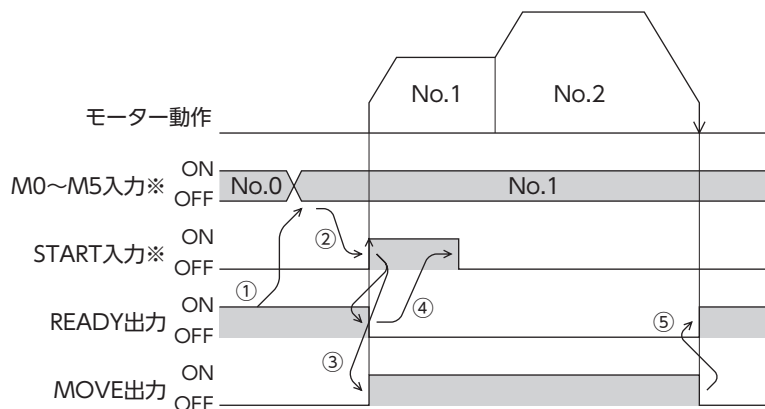 No.1
No.2
モーター動作
M0～M5入力※
ON
OFF
No.0
No.1
START入力※
ON
OFF
①
②
READY出力
ON
OFF
③
④
⑤
MOVE出力
ON
OFF